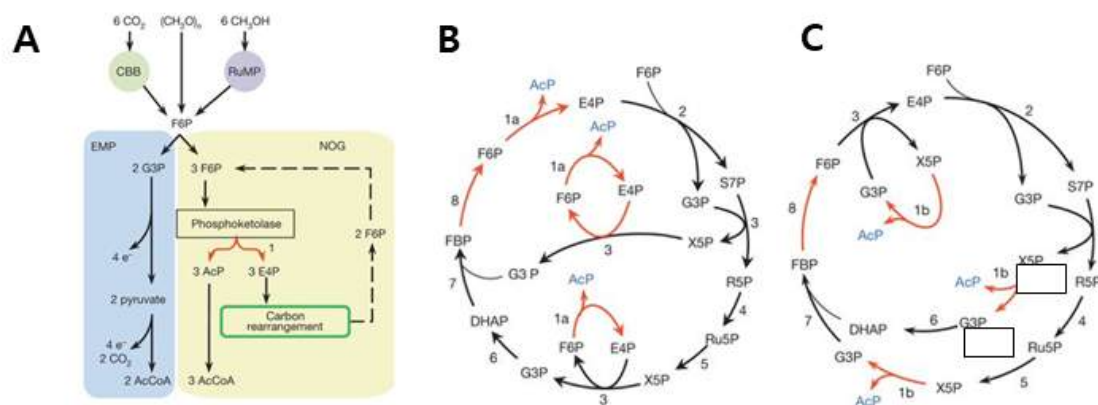 A
6 CO2
(CH2O)n
6 CH3OH
CBB
RuMP
F6P
EMP
NOG
2 G3P
3 F6P
Phosphoketolase
1
4 e−
2 F6P
3 AcP
3 E4P
2 pyruvate
Carbon
rearrangement
4 e−
2 CO2
2 AcCoA
3 AcCoA
B
AcP
E4P
F6P
2
1a
AcP
F6P
1a
F6P
E4P
S7P
G3P
3
8
3
X5P
FBP
G3 P
R5P
7
AcP
4
DHAP
1a
F6P
E4P
Ru5P
6
5
G3P
X5P
3
C
F6P
E4P
2
3
F6P
X5P
G3P
S7P
G3P
1b
3
AcP
8
X5P
FBP
1b
AcP
R5P
G3P
6
DHAP
4
7
Ru5P
G3P
5
1b
X5P
AcP